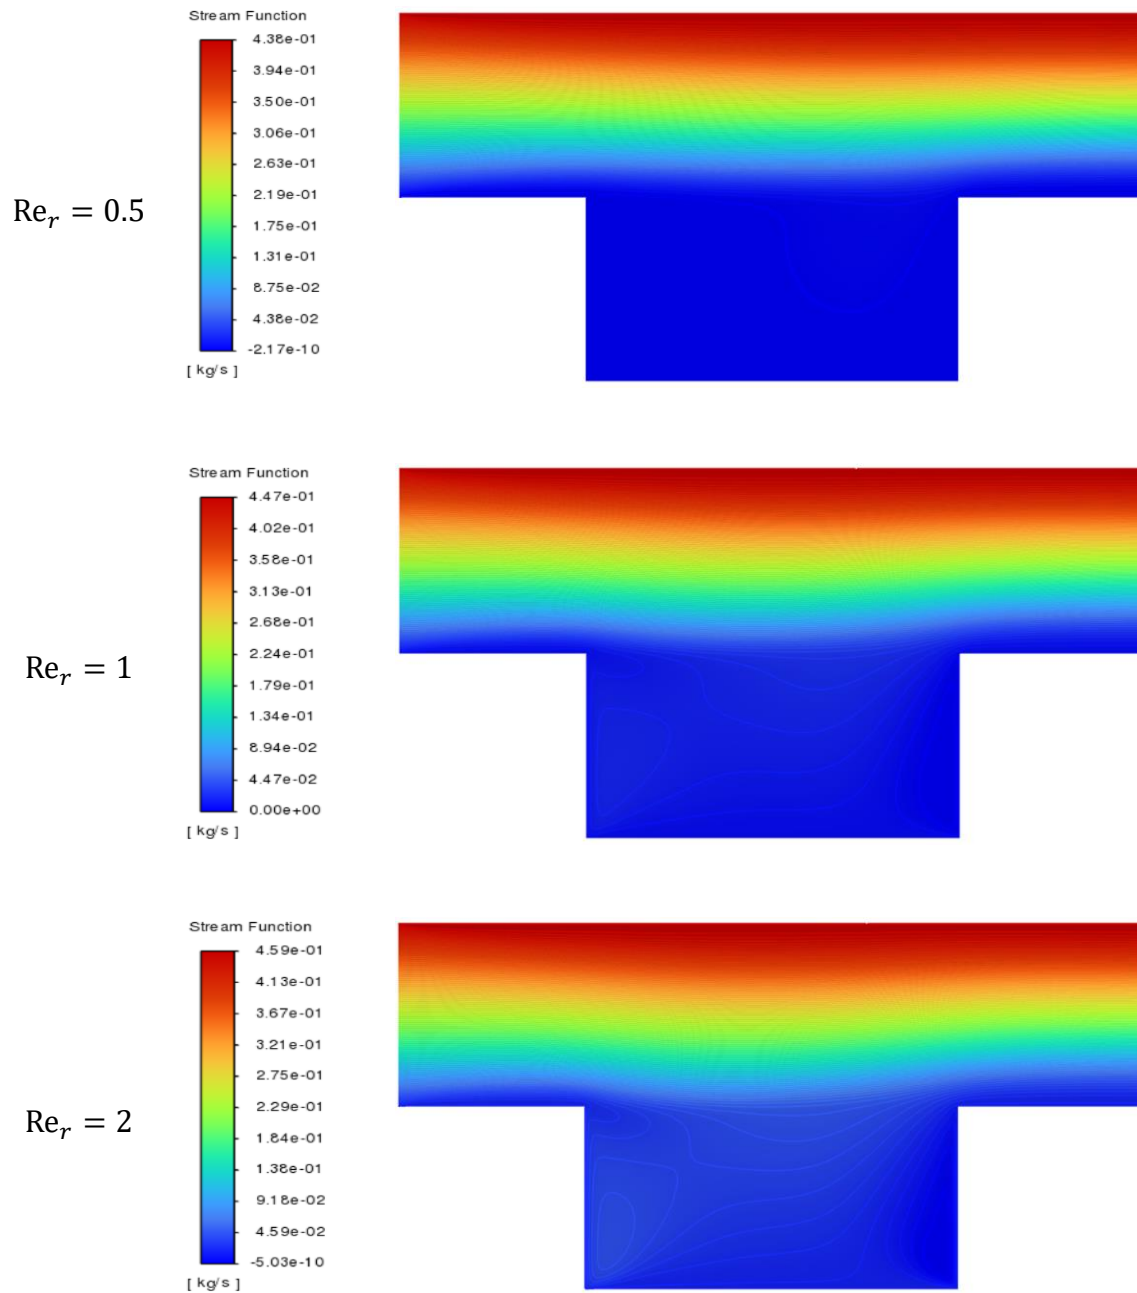 Stream Function
4.38e-01
3.94e-01
3.50e-01
3.06e-01
2.63e-01
2.19e-01
1.75e-01
1.31e-01
8.75e-02
4.38e-02
-2.17e-10
[ kg/s ]
Re_r = 0.5
Stream Function
4.47e-01
4.02e-01
3.58e-01
3.13e-01
2.68e-01
2.24e-01
1.79e-01
1.34e-01
8.94e-02
4.47e-02
0.00e+00
[ kg/s ]
Re_r = 1
Stream Function
4.59e-01
4.13e-01
3.67e-01
3.21e-01
2.75e-01
2.29e-01
1.84e-01
1.38e-01
9.18e-02
4.59e-02
-5.03e-10
[ kg/s ]
Re_r = 2